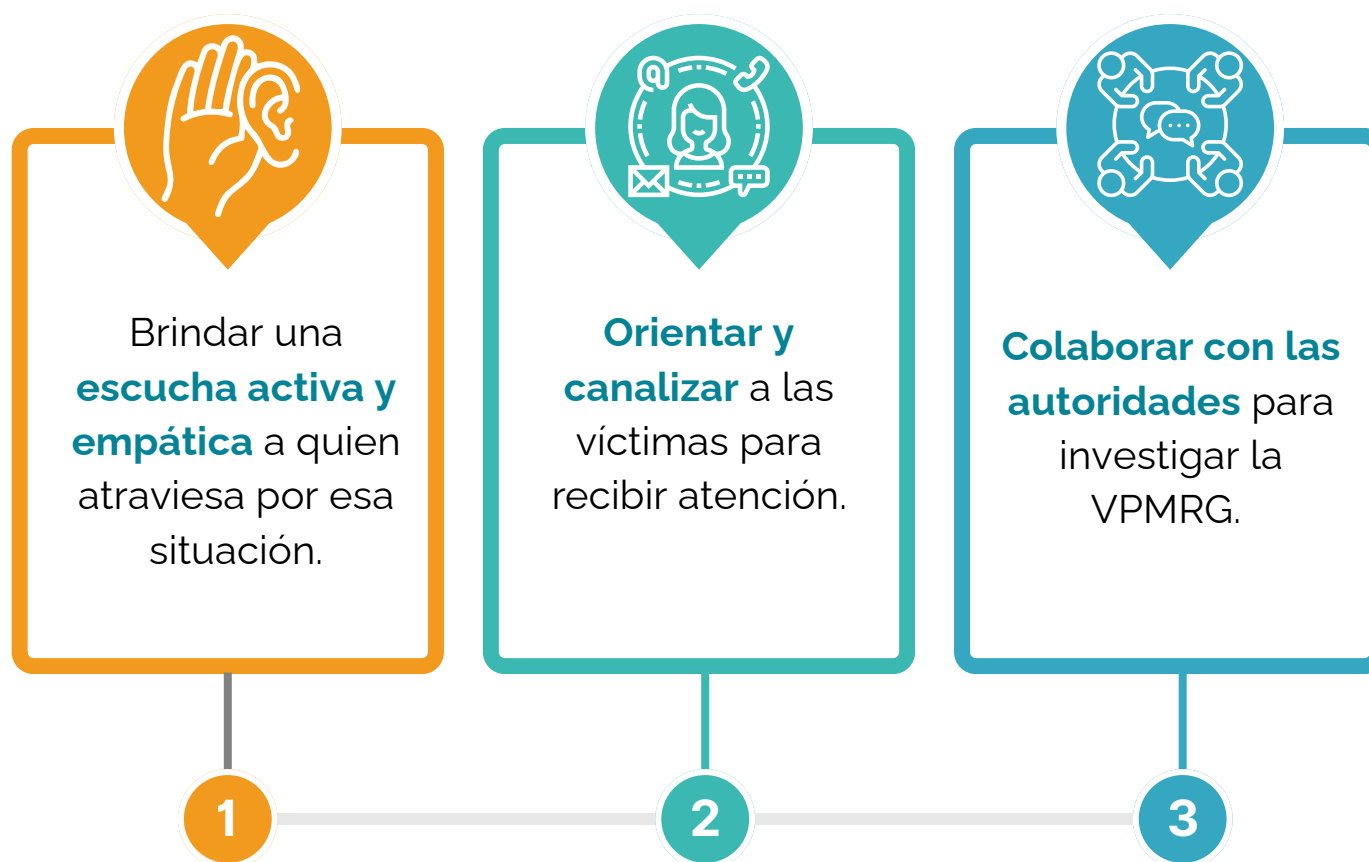 Brindar una
escucha activa y
empática a quien
atraviesa por esa
situación.
Orientar y
canalizar a las
víctimas para
recibir atención.
Colaborar con las
autoridades para
investigar la
VPMRG.
1
2
3